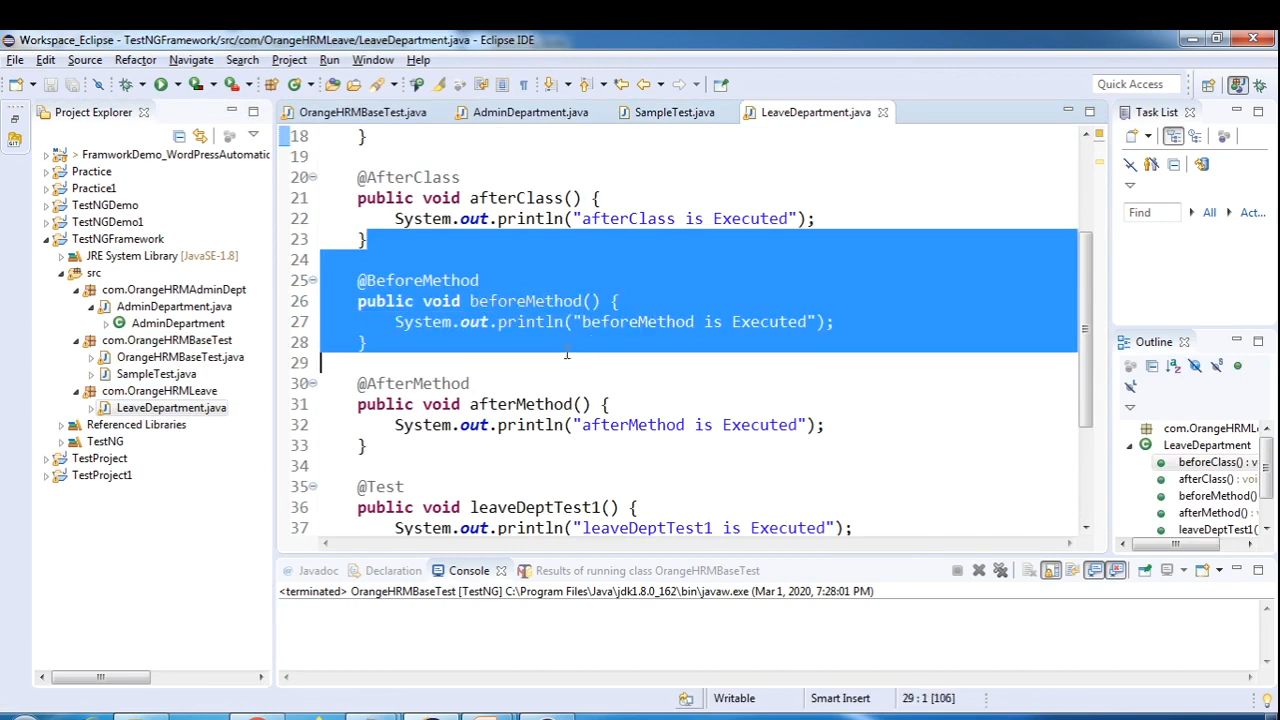 Workspace_Eclipse - TestNGFramework/src/com/OrangeHRMLeave/LeaveDepartment.java - Eclipse IDE
File Edit Source Refactor Navigate Search Project Run Window Help
Quick Access
Project Explorer
OrangeHRMBaseTest.java AdminDepartment.java SampleTest.java LeaveDepartment.java
Task List
> FramworkDemo_WordPressAutomatic
Practice
Practice1
TestNGDemo
TestNGDemo1
TestNGFramework
JRE System Library [JavaSE-1.8]
src
com.OrangeHRMAdminDept
AdminDepartment.java
AdminDepartment
com.OrangeHRMBaseTest
OrangeHRMBaseTest.java
SampleTest.java
com.OrangeHRMLeave
LeaveDepartment.java
Referenced Libraries
TestNG
TestProject
TestProject1
18 }
19
20 @AfterClass
21 public void afterClass() {
22 System.out.println("afterClass is Executed");
23 }
24
25 @BeforeMethod
26 public void beforeMethod() {
27 System.out.println("beforeMethod is Executed");
28 }
29
30 @AfterMethod
31 public void afterMethod() {
32 System.out.println("afterMethod is Executed");
33 }
34
35 @Test
36 public void leaveDeptTest1() {
37 System.out.println("leaveDeptTest1 is Executed");
Find All Act...
Outline
com.OrangeHRML
LeaveDepartment
beforeClass() : v
afterClass() : voi
beforeMethod()
afterMethod() :
leaveDeptTest1(
Javadoc Declaration Console Results of running class OrangeHRMBaseTest
<terminated> OrangeHRMBaseTest [TestNG] C:\Program Files\Java\jdk1.8.0_162\bin\javaw.exe (Mar 1, 2020, 7:28:01 PM)
Writable Smart Insert 29 : 1 [106]